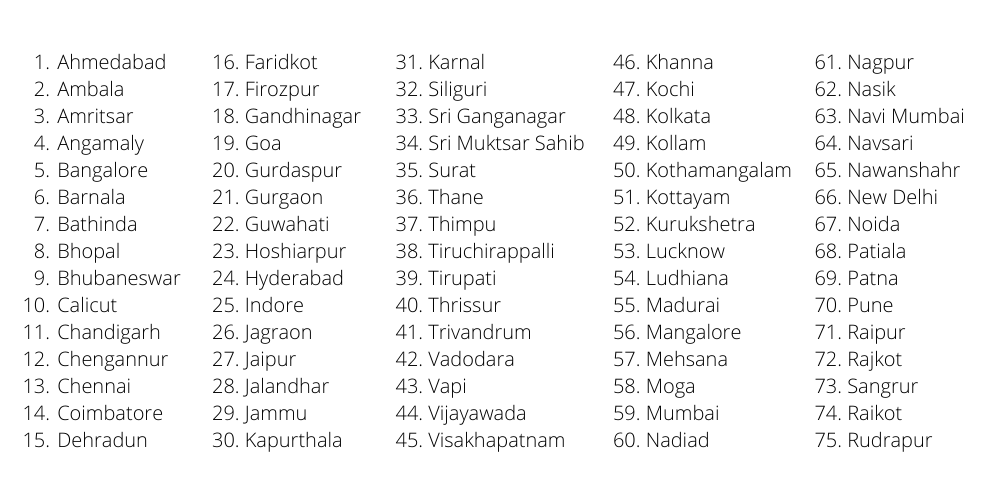 1. Ahmedabad
2. Ambala
3. Amritsar
4. Angamaly
5. Bangalore
6. Barnala
7. Bathinda
8. Bhopal
9. Bhubaneswar
10. Calicut
11. Chandigarh
12. Chengannur
13. Chennai
14. Coimbatore
15. Dehradun
16. Faridkot
17. Firozpur
18. Gandhinagar
19. Goa
20. Gurdaspur
21. Gurgaon
22. Guwahati
23. Hoshiarpur
24. Hyderabad
25. Indore
26. Jagraon
27. Jaipur
28. Jalandhar
29. Jammu
30. Kapurthala
31. Karnal
32. Siliguri
33. Sri Ganganagar
34. Sri Muktsar Sahib
35. Surat
36. Thane
37. Thimpu
38. Tiruchirappalli
39. Tirupati
40. Thrissur
41. Trivandrum
42. Vadodara
43. Vapi
44. Vijayawada
45. Visakhapatnam
46. Khanna
47. Kochi
48. Kolkata
49. Kollam
50. Kothamangalam
51. Kottayam
52. Kurukshetra
53. Lucknow
54. Ludhiana
55. Madurai
56. Mangalore
57. Mehsana
58. Moga
59. Mumbai
60. Nadiad
61. Nagpur
62. Nasik
63. Navi Mumbai
64. Navsari
65. Nawanshahr
66. New Delhi
67. Noida
68. Patiala
69. Patna
70. Pune
71. Raipur
72. Rajkot
73. Sangrur
74. Raikot
75. Rudrapur